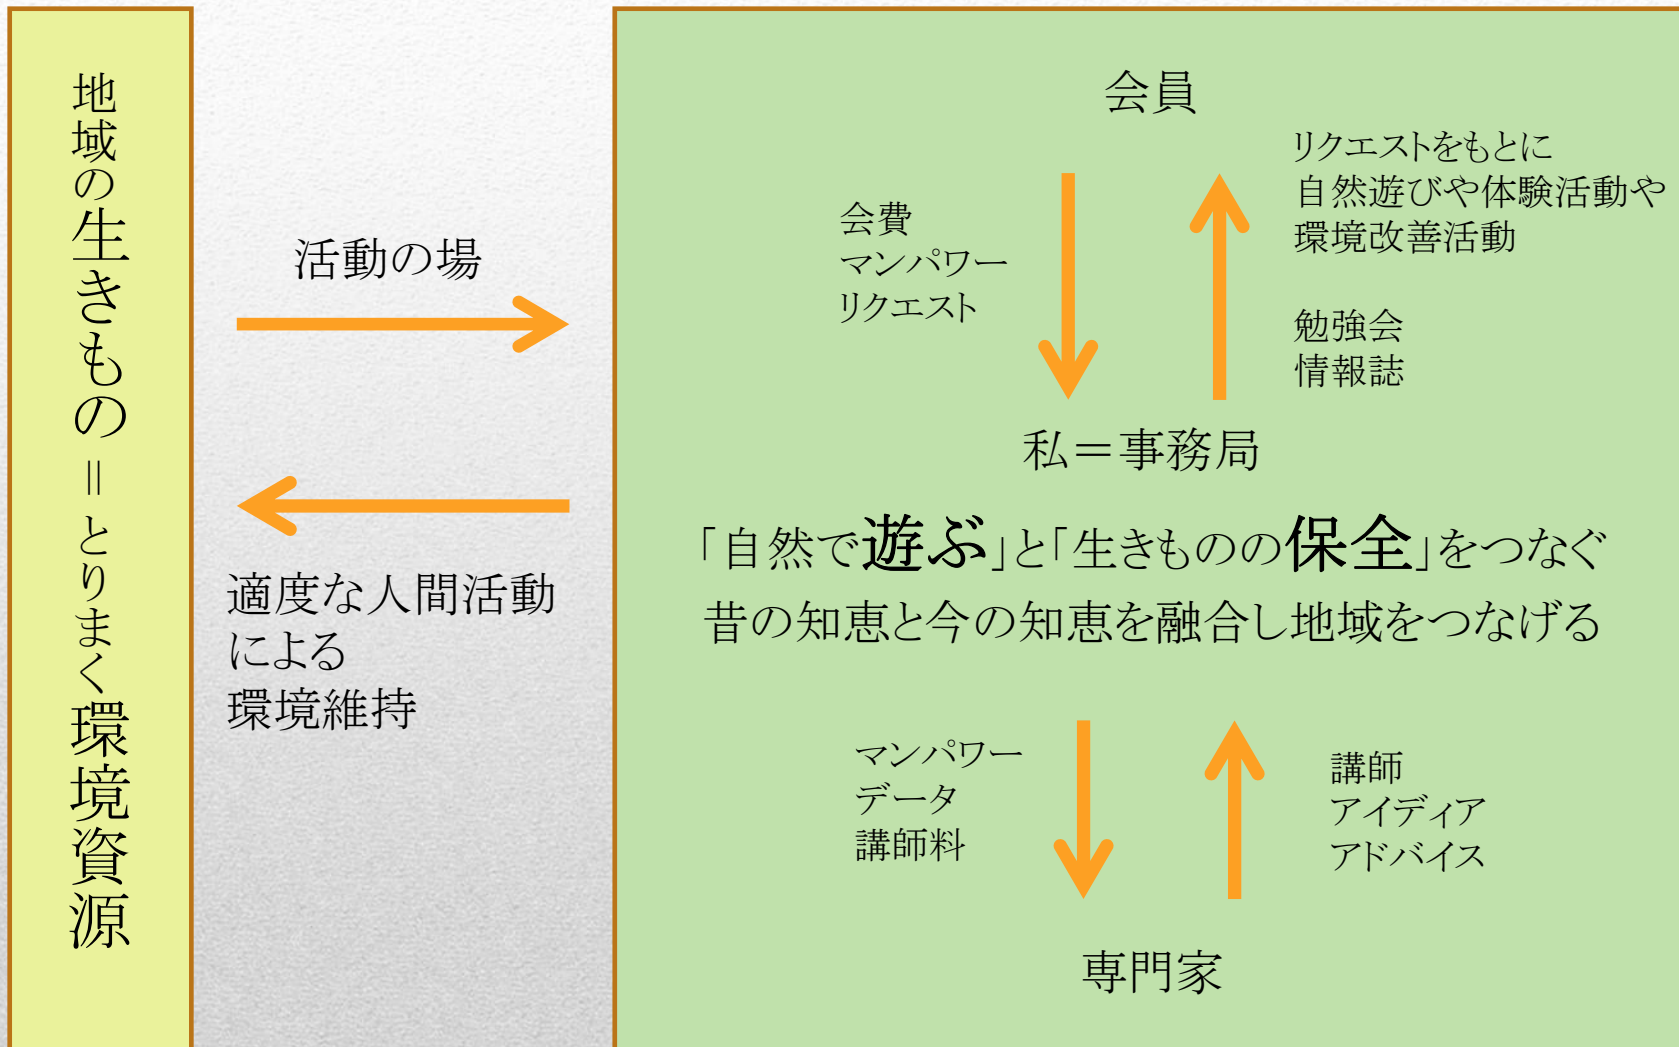 地域の生きもの＝とりまく環境資源
活動の場
適度な人間活動
による
環境維持
会員
会費
マンパワー
リクエスト
リクエストをもとに
自然遊びや体験活動や
環境改善活動
勉強会
情報誌
私＝事務局
「自然で遊ぶ」と「生きものの保全」をつなぐ
昔の知恵と今の知恵を融合し地域をつなげる
マンパワー
データ
講師料
講師
アイディア
アドバイス
専門家